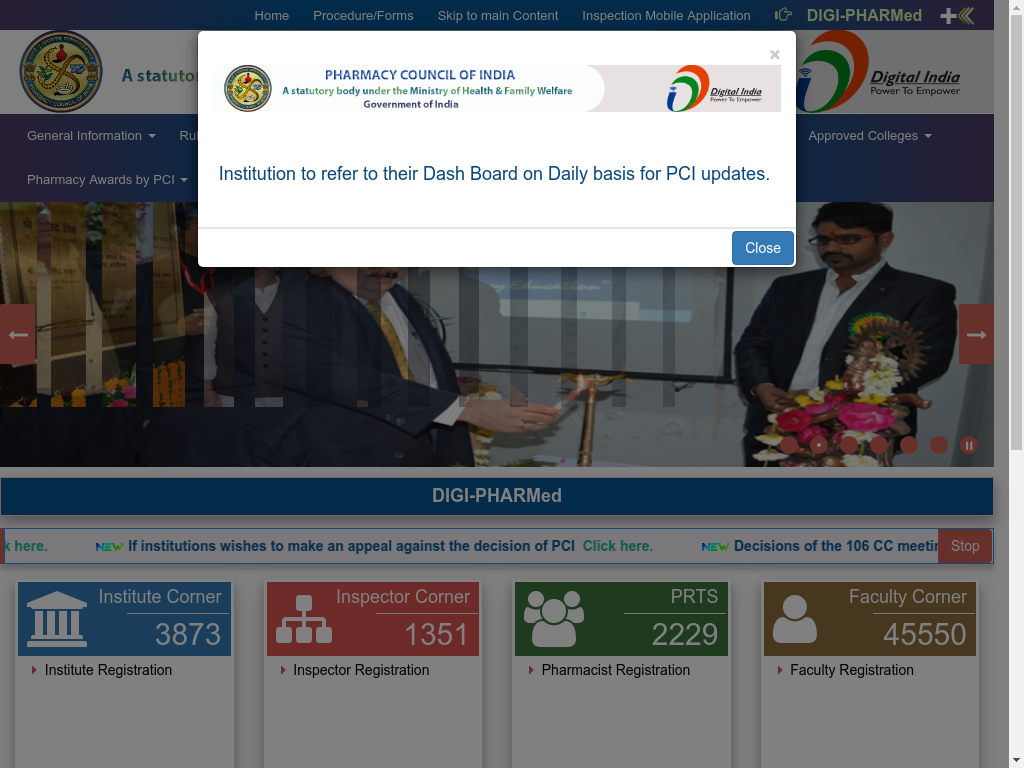 Home Procedure/Forms Skip to main Content Inspection Mobile Application DIGI-PHARMed
×
PHARMACY COUNCIL OF INDIA
A statutory body under the Ministry of Health & Family Welfare
Government of India
Digital India
Power To Empower
A statutor
Digital India
Power To Empower
General Information Ru Approved Colleges
Pharmacy Awards by PCI
Institution to refer to their Dash Board on Daily basis for PCI updates.
Close
DIGI-PHARMed
k here. NEW If institutions wishes to make an appeal against the decision of PCI Click here. NEW Decisions of the 106 CC meetin Stop
Institute Corner
3873
Institute Registration
Inspector Corner
1351
Inspector Registration
PRTS
2229
Pharmacist Registration
Faculty Corner
45550
Faculty Registration